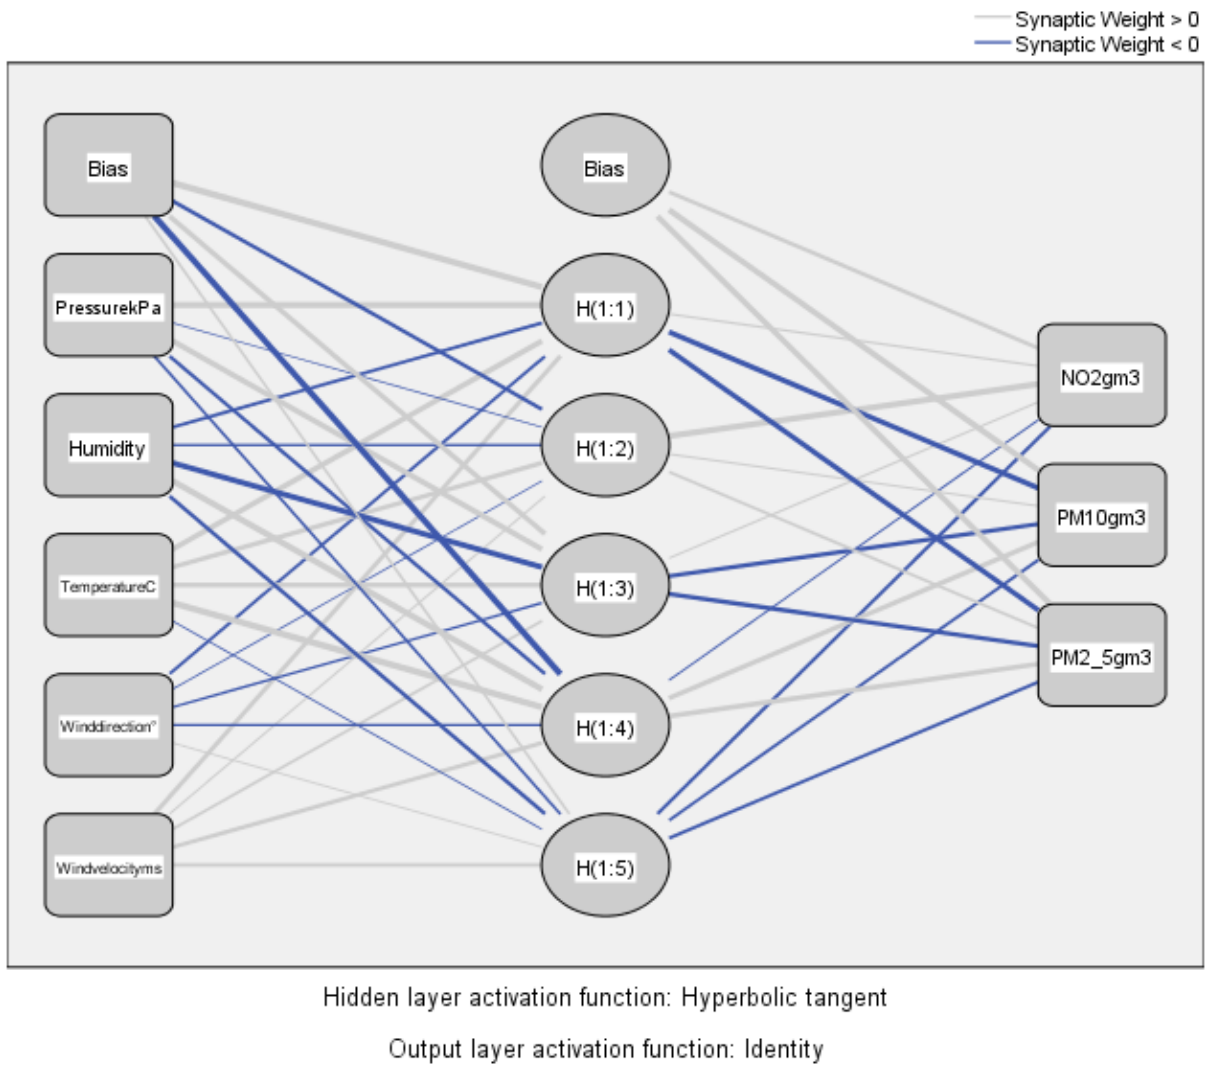 Synaptic Weight > 0
Synaptic Weight < 0
Bias
Bias
PressurekPa
H(1:1)
NO2gm3
Humidity
H(1:2)
PM10gm3
TemperatureC
H(1:3)
PM2_5gm3
Winddirection°
H(1:4)
Windvelocityms
H(1:5)
Hidden layer activation function: Hyperbolic tangent
Output layer activation function: Identity